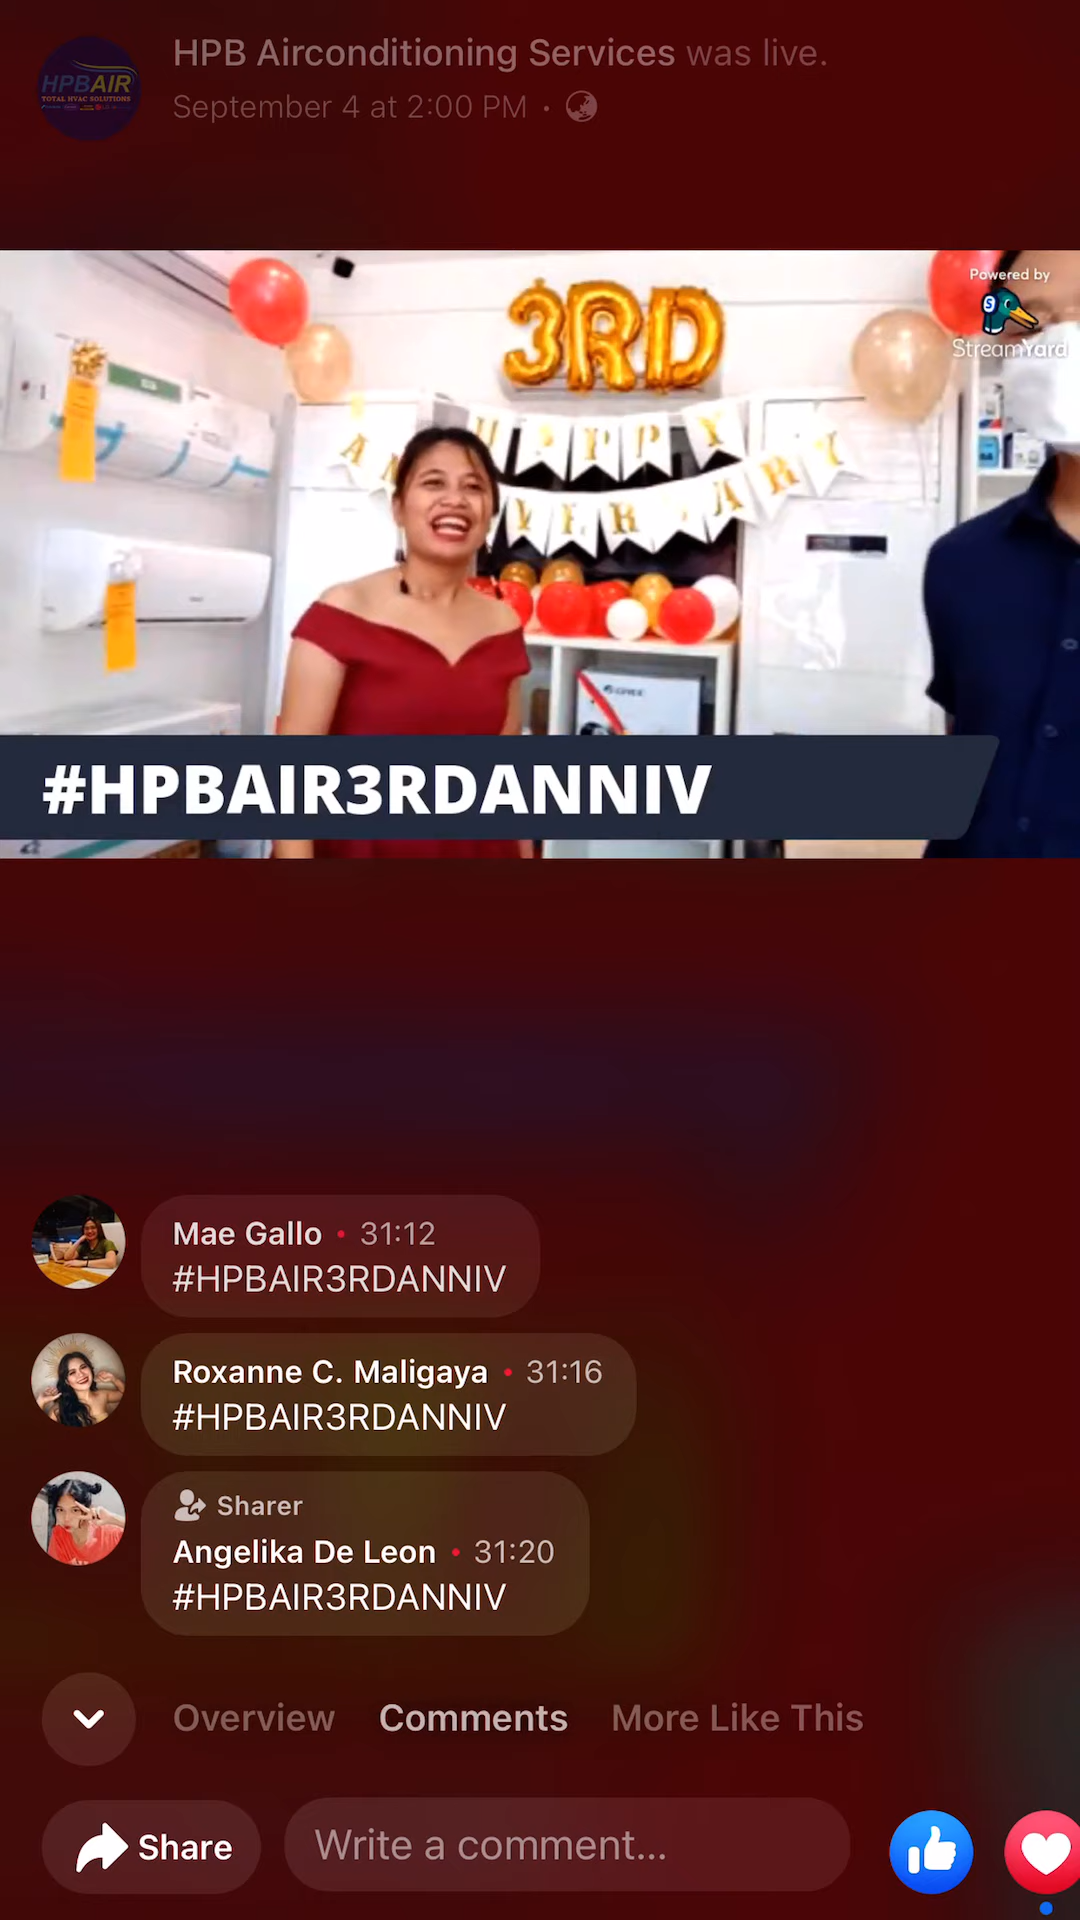 HPB Airconditioning Services was live.
HPBAIR
TOTAL HVAC SOLUTIONS
September 4 at 2:00 PM ·
Powered by
StreamYard
3RD
HAPPY
GREE
#HPBAIR3RDANNIV
Mae Gallo • 31:12
#HPBAIR3RDANNIV
Roxanne C. Maligaya • 31:16
#HPBAIR3RDANNIV
Sharer
Angelika De Leon • 31:20
#HPBAIR3RDANNIV
Overview Comments More Like This
Share Write a comment...